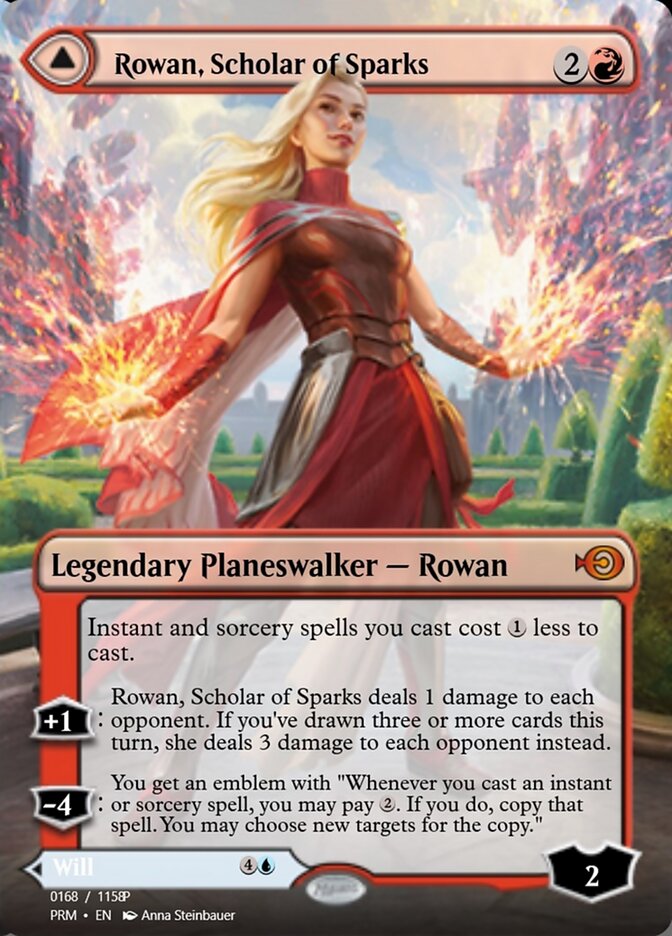 Rowan, Scholar of Sparks 2
Legendary Planeswalker — Rowan
Instant and sorcery spells you cast cost 1 less to
cast.
+1 : Rowan, Scholar of Sparks deals 1 damage to each
opponent. If you've drawn three or more cards this
turn, she deals 3 damage to each opponent instead.
-4 : You get an emblem with "Whenever you cast an instant
or sorcery spell, you may pay 2. If you do, copy that
spell. You may choose new targets for the copy."
Will 4
2
0168 / 1158P
PRM • EN Anna Steinbauer